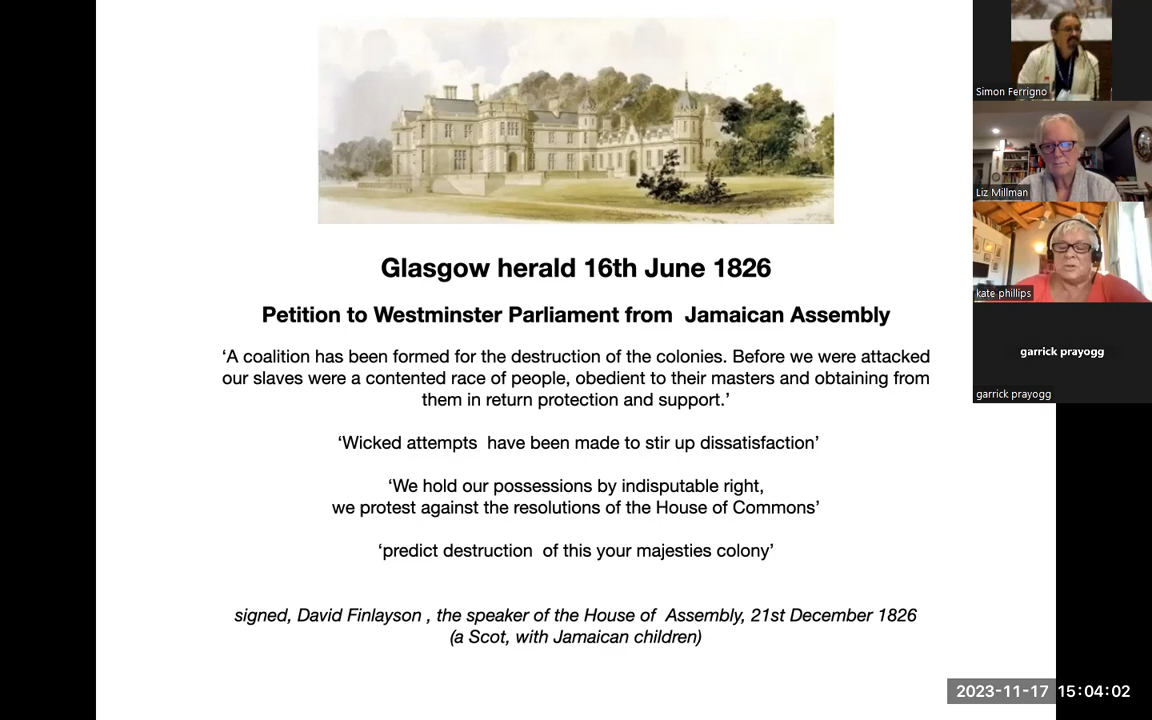 Glasgow herald 16th June 1826
Petition to Westminster Parliament from  Jamaican Assembly
‘A coalition has been formed for the destruction of the colonies. Before we were attacked
our slaves were a contented race of people, obedient to their masters and obtaining from
them in return protection and support.’
‘Wicked attempts  have been made to stir up dissatisfaction’
‘We hold our possessions by indisputable right,
we protest against the resolutions of the House of Commons’
‘predict destruction  of this your majesties colony’
signed, David Finlayson , the speaker of the House of  Assembly, 21st December 1826
(a Scot, with Jamaican children)
Simon Ferrigno
Liz Millman
kate phillips
garrick prayogg
garrick prayogg
2023-11-17 15:04:02